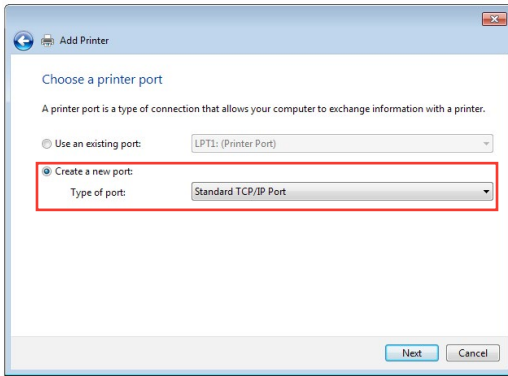 Add Printer
Choose a printer port
A printer port is a type of connection that allows your computer to exchange information with a printer.
Use an existing port: LPT1: (Printer Port)
Create a new port:
Type of port: Standard TCP/IP Port
Next Cancel